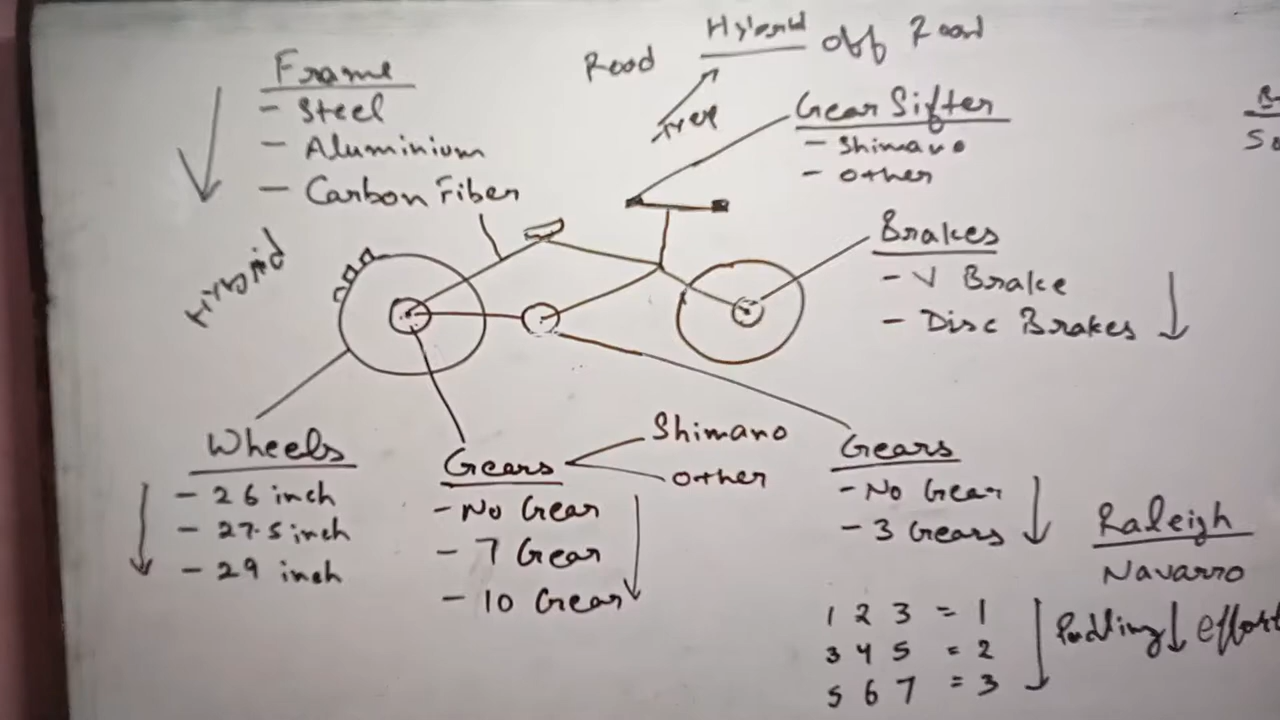 Road Hybrid off Road
Frame
- Steel
- Aluminium
- Carbon Fiber
Gear Sifter
- Shimano
- Other
Hybrid
Brakes
- V Brake
- Disc Brakes
Wheels
- 26 inch
- 27.5 inch
- 29 inch
Gears
Shimano
Other
- No Gear
- 7 Gear
- 10 Gear
Gears
- No Gear
- 3 Gears
Raleigh
Navarro
1 2 3 = 1
3 4 5 = 2
5 6 7 = 3
effort